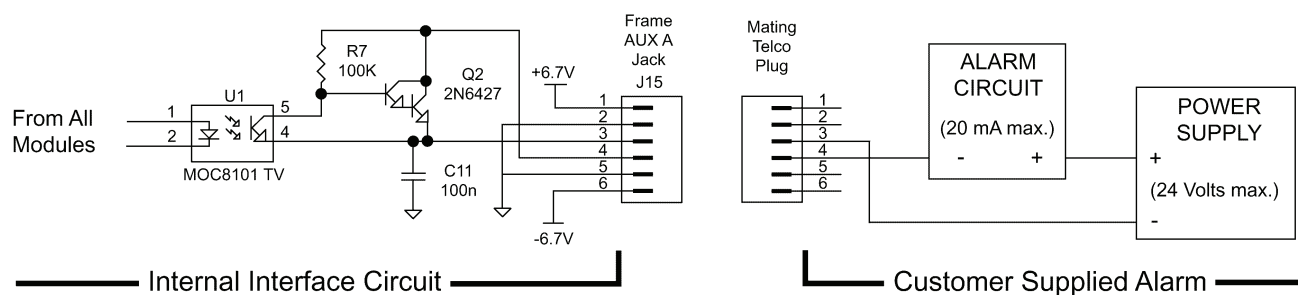 From All
Modules
1
2
U1
5
4
MOC8101 TV
R7
100K
Q2
2N6427
C11
100n
+6.7V
-6.7V
Frame
AUX A
Jack
J15
1
2
3
4
5
6
Mating
Telco
Plug
1
2
3
4
5
6
ALARM
CIRCUIT
(20 mA max.)
- +
POWER
SUPPLY
+
(24 Volts max.)
-
Internal Interface Circuit
Customer Supplied Alarm